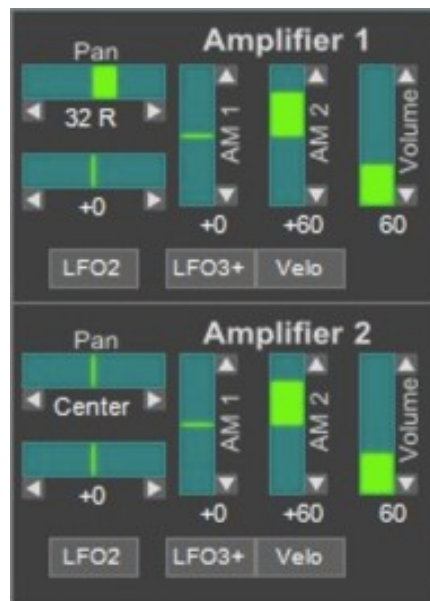 Amplifier 1
Pan
32 R
+0
AM 1
AM 2
Volume
+0
+60
60
LFO2
LFO3+
Velo
Amplifier 2
Pan
Center
+0
AM 1
AM 2
Volume
+0
+60
60
LFO2
LFO3+
Velo